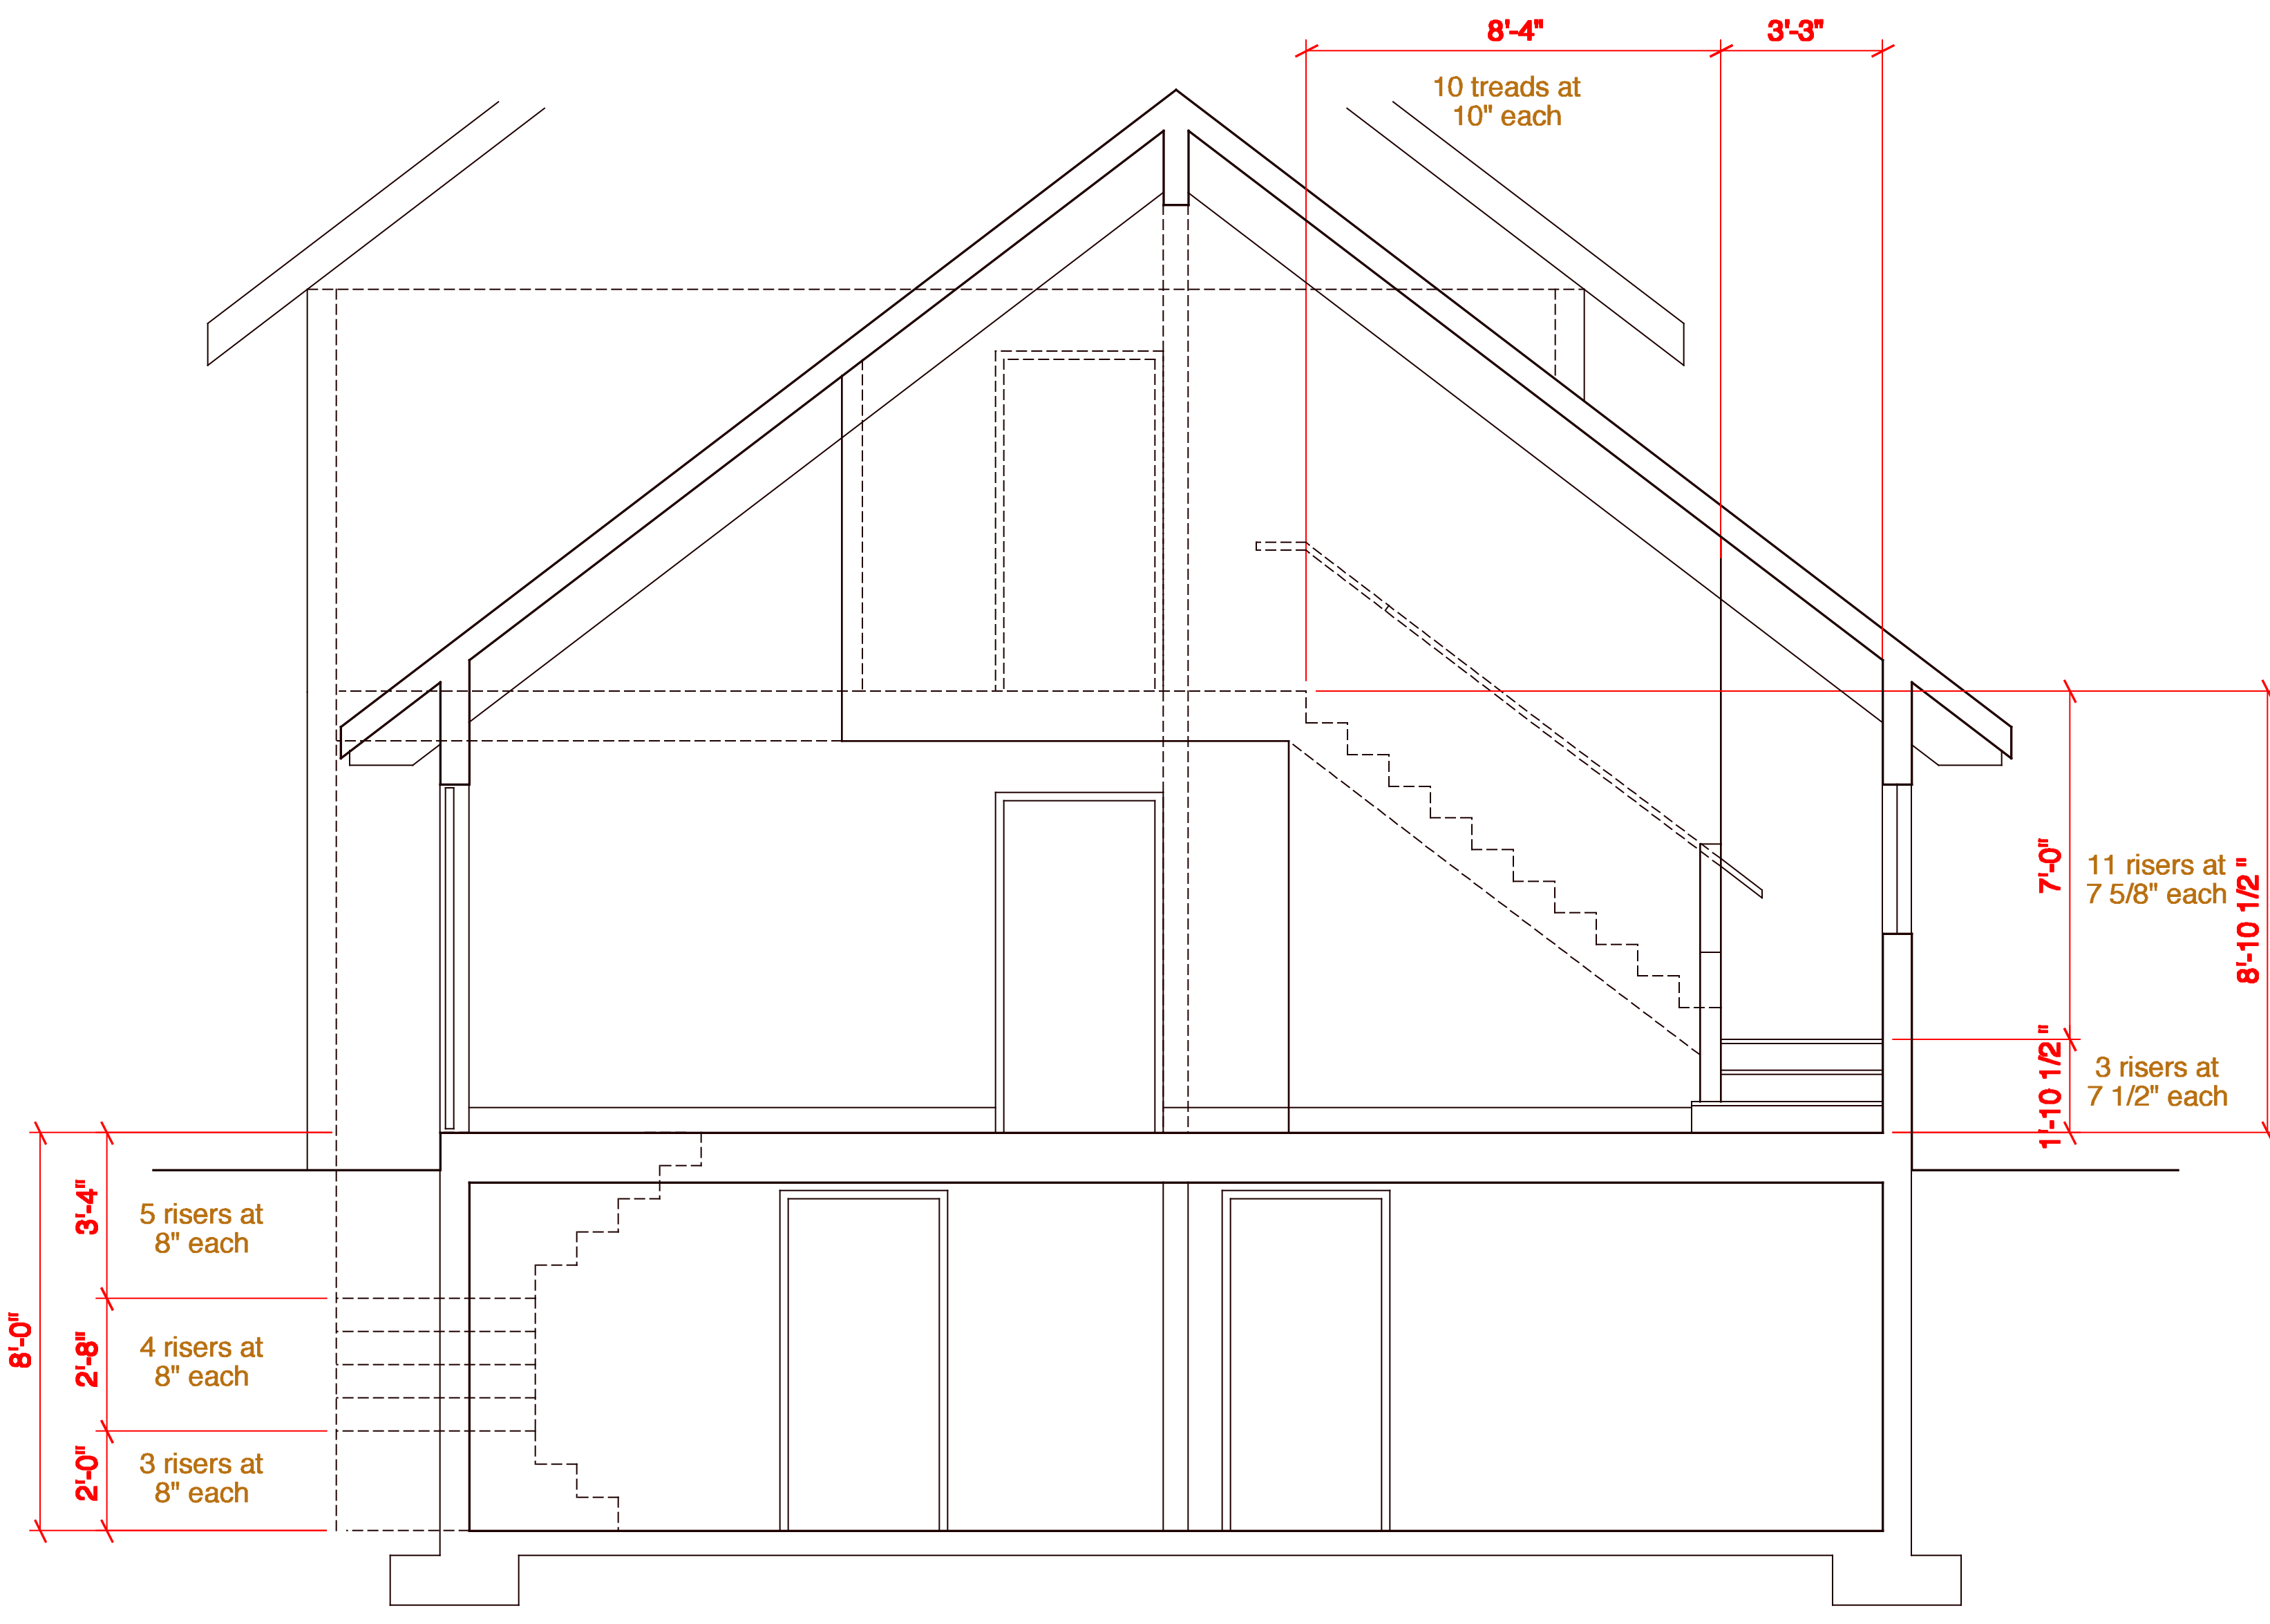 8'-4"
3'-3"
10 treads at
10" each
7'-0"
11 risers at
7 5/8" each
8'-10 1/2 "
1'-10 1/2"
3 risers at
7 1/2" each
8'-0"
3'-4"
5 risers at
8" each
2'-8"
4 risers at
8" each
2'-0"
3 risers at
8" each